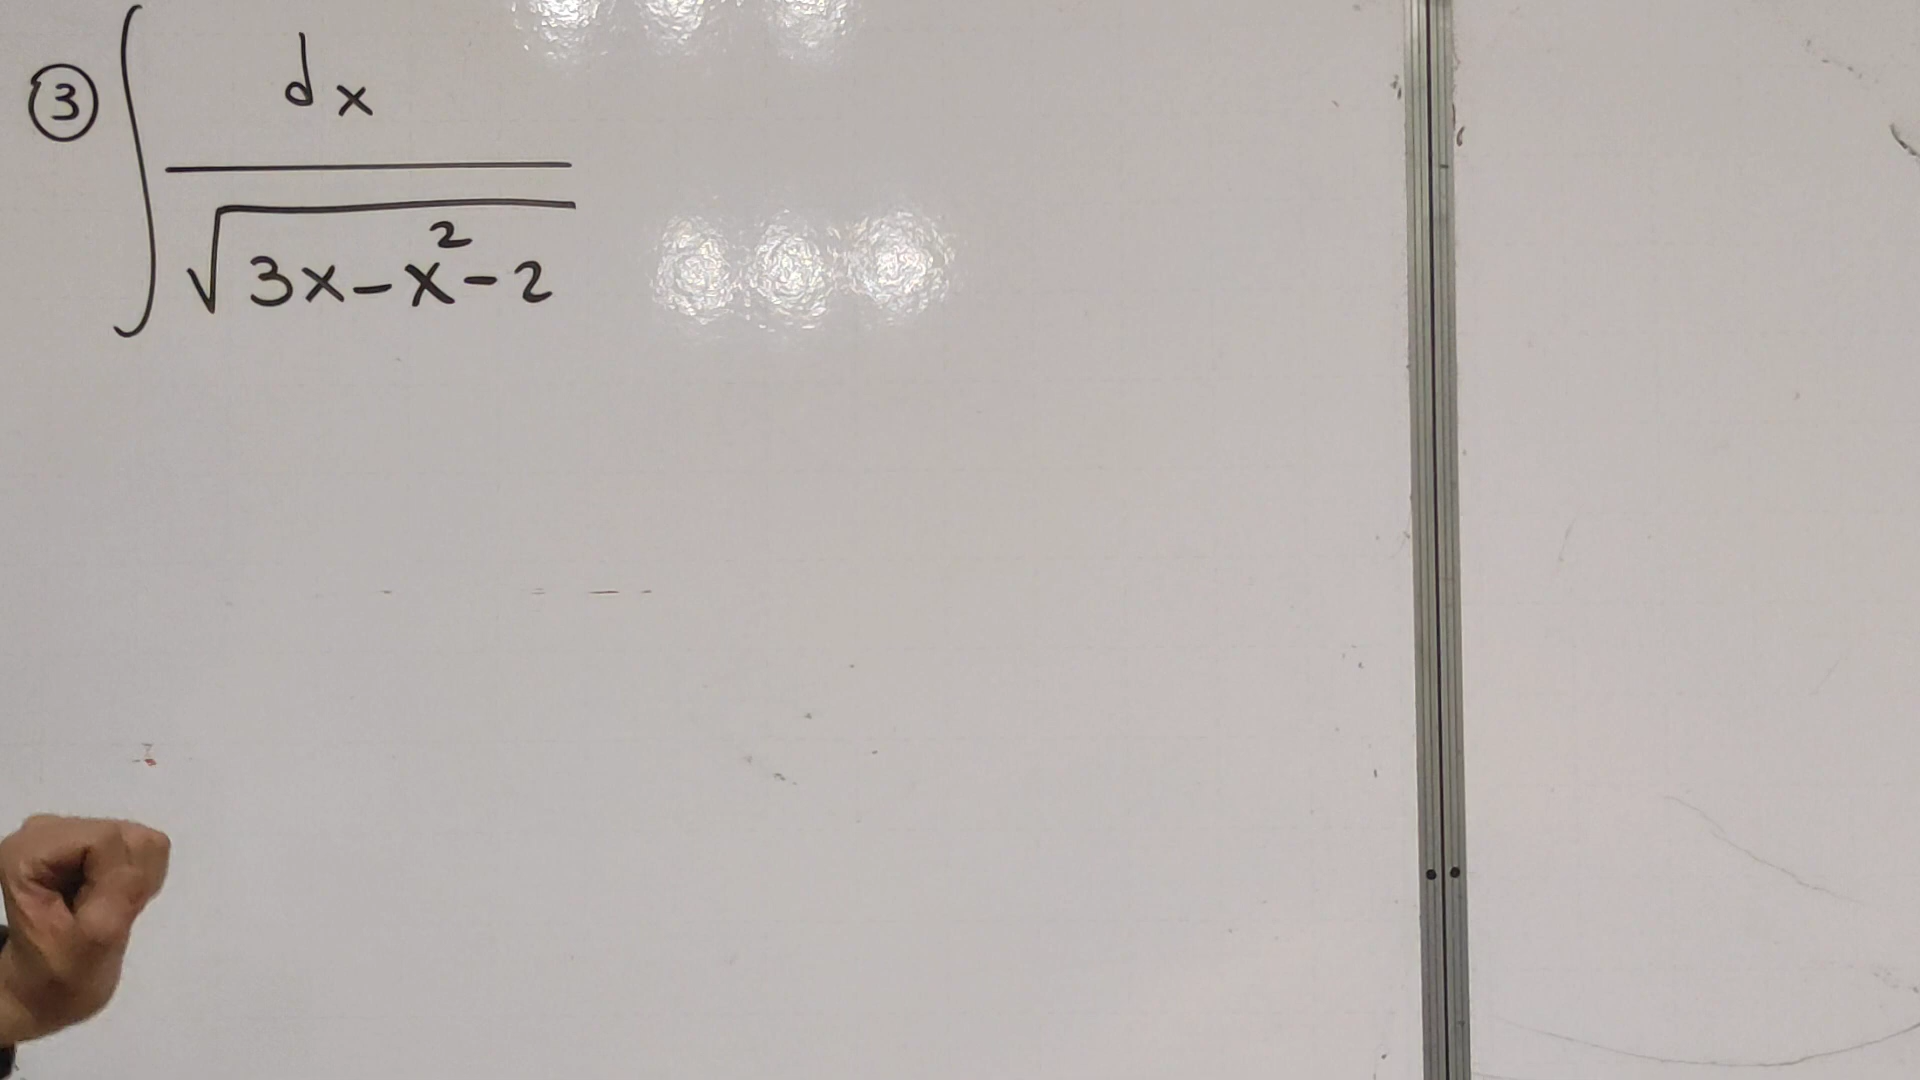 ③ ∫ dx / √(3x - x² - 2)